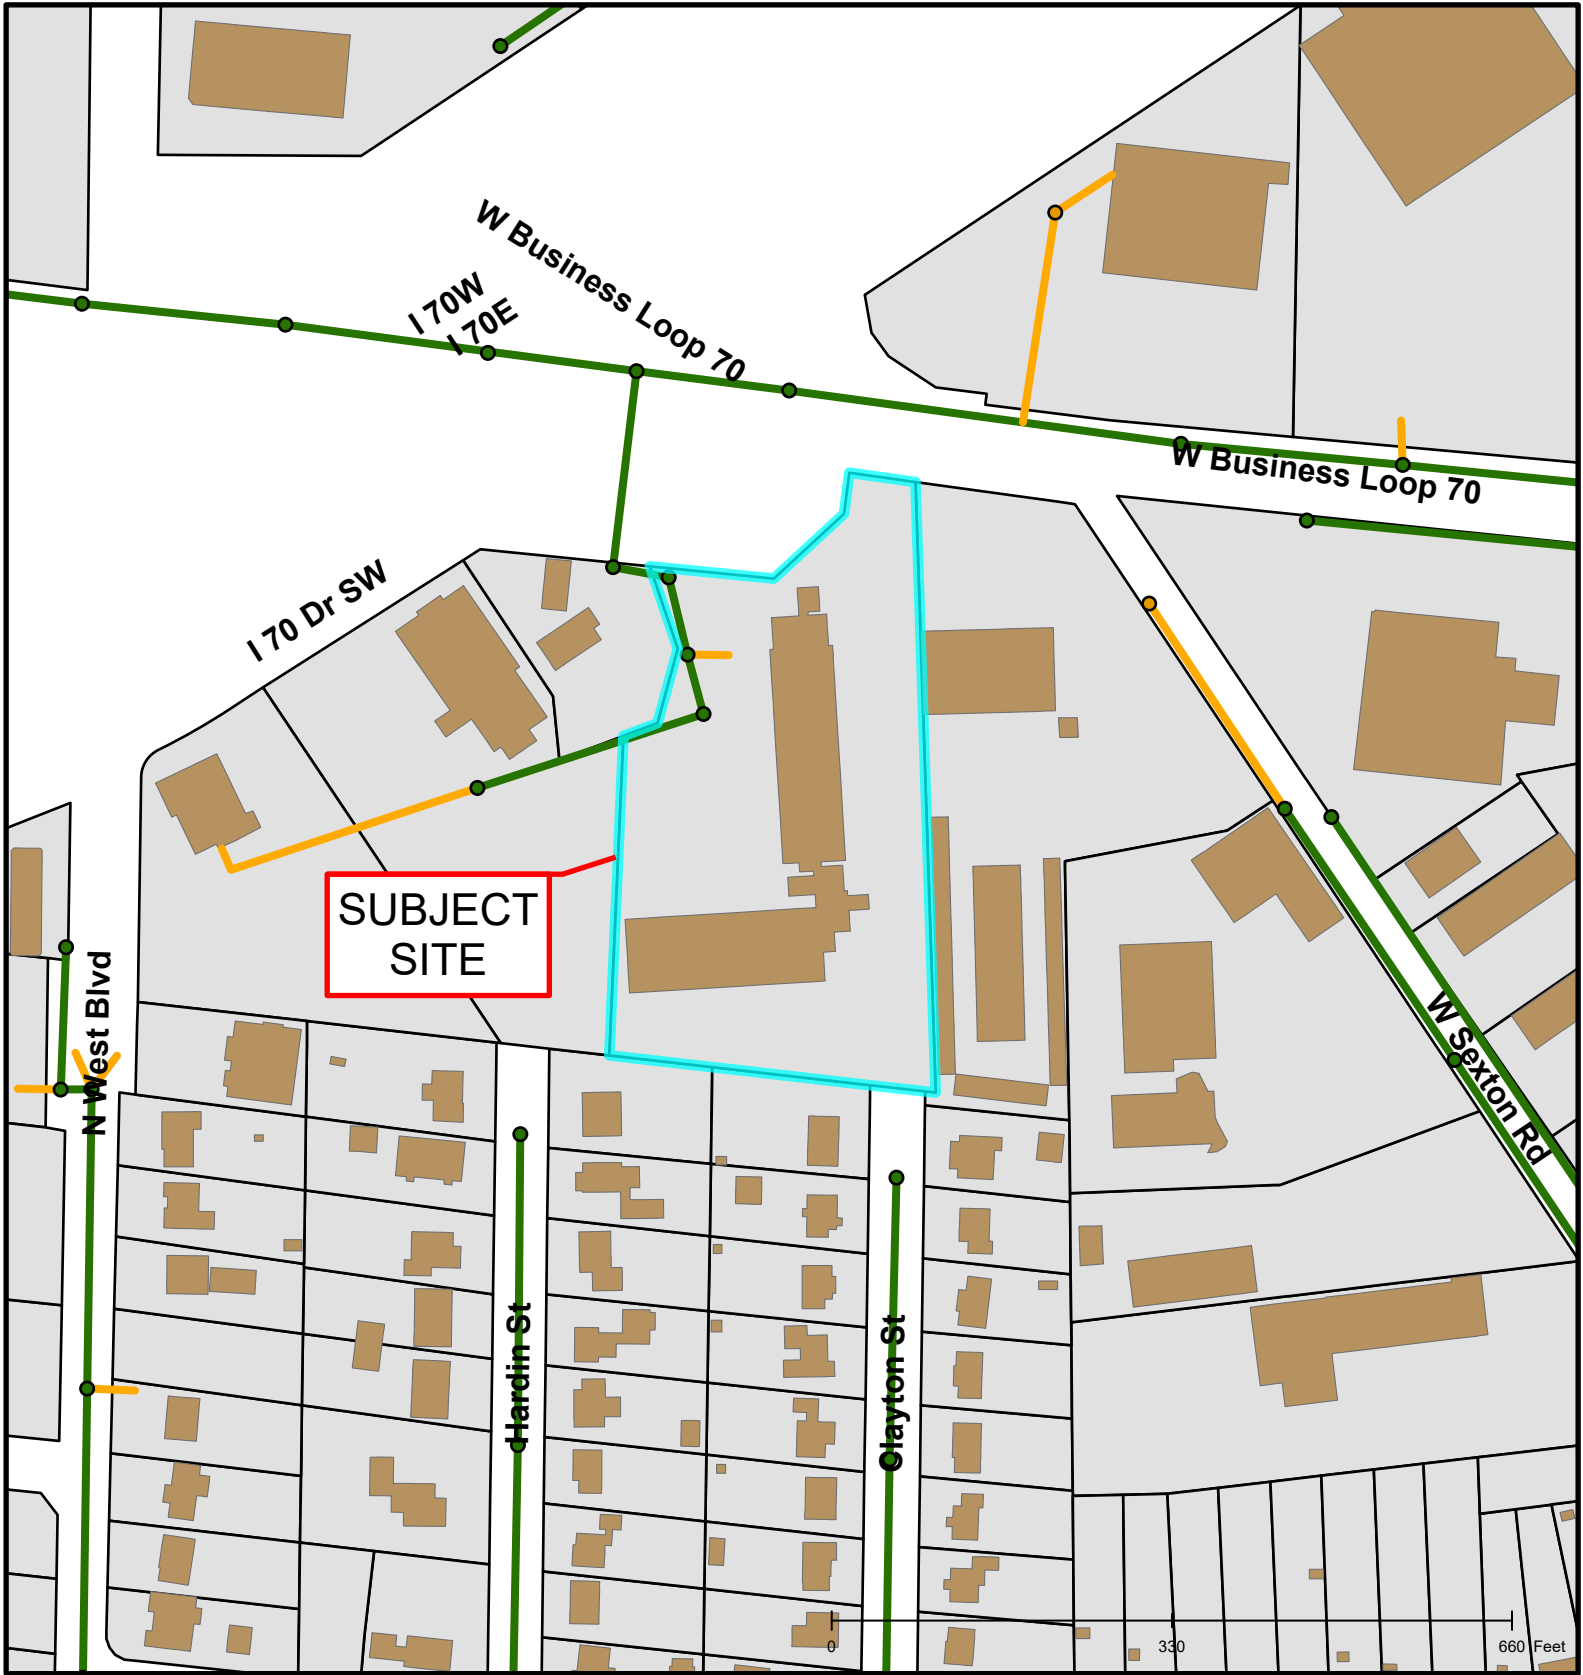 W Business Loop 70
I 70W
I 70E
W Business Loop 70
I 70 Dr SW
SUBJECT
SITE
N West Blvd
W Sexton Rd
Hardin St
Clayton St
0 330 660 Feet